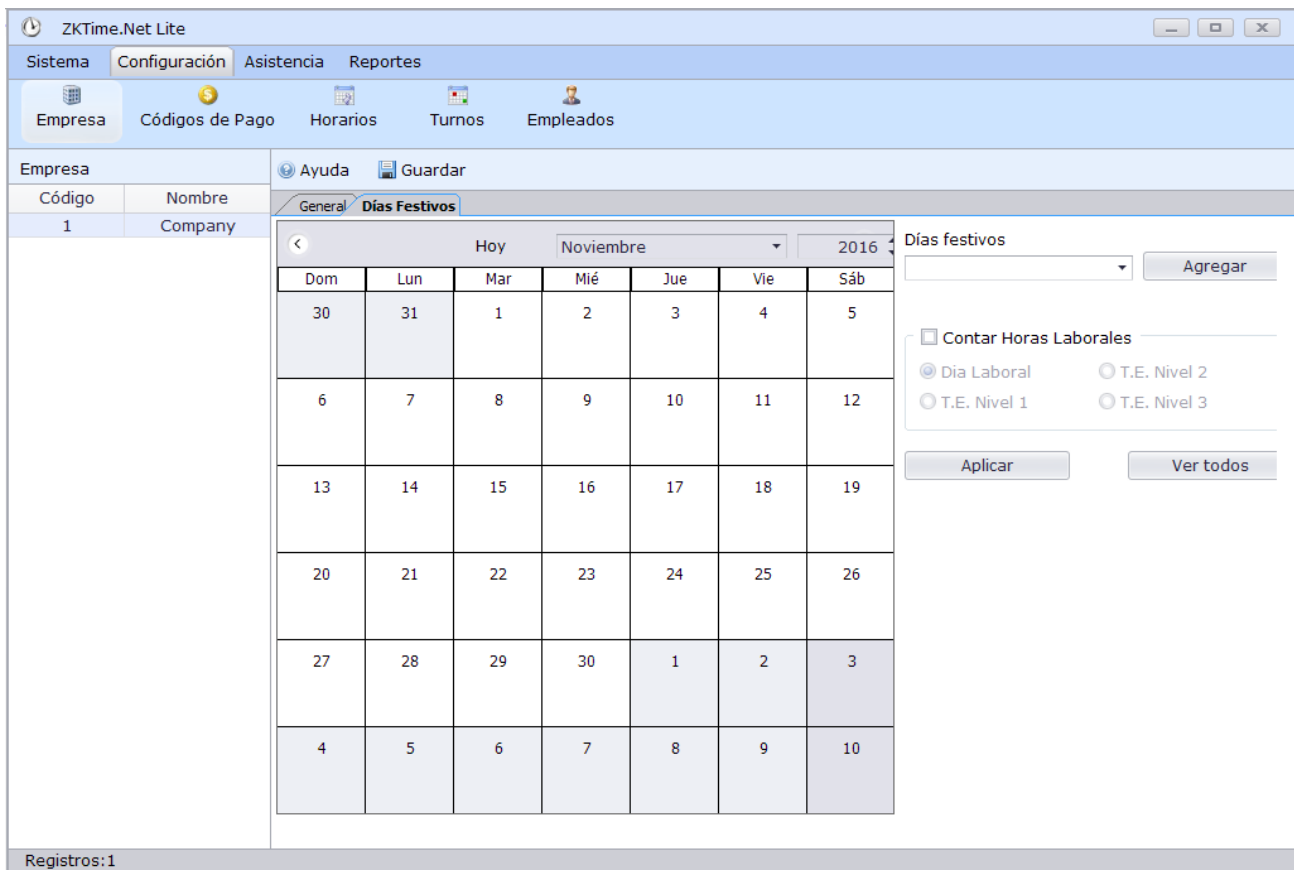 ZKTime.Net Lite
Sistema Configuración Asistencia Reportes
Empresa Códigos de Pago Horarios Turnos Empleados
Empresa
Código Nombre
1 Company
Ayuda Guardar
General Días Festivos
Hoy Noviembre 2016
Dom Lun Mar Mié Jue Vie Sáb
30 31 1 2 3 4 5
6 7 8 9 10 11 12
13 14 15 16 17 18 19
20 21 22 23 24 25 26
27 28 29 30 1 2 3
4 5 6 7 8 9 10
Días festivos
Agregar
Contar Horas Laborales
Dia Laboral T.E. Nivel 2
T.E. Nivel 1 T.E. Nivel 3
Aplicar Ver todos
Registros:1